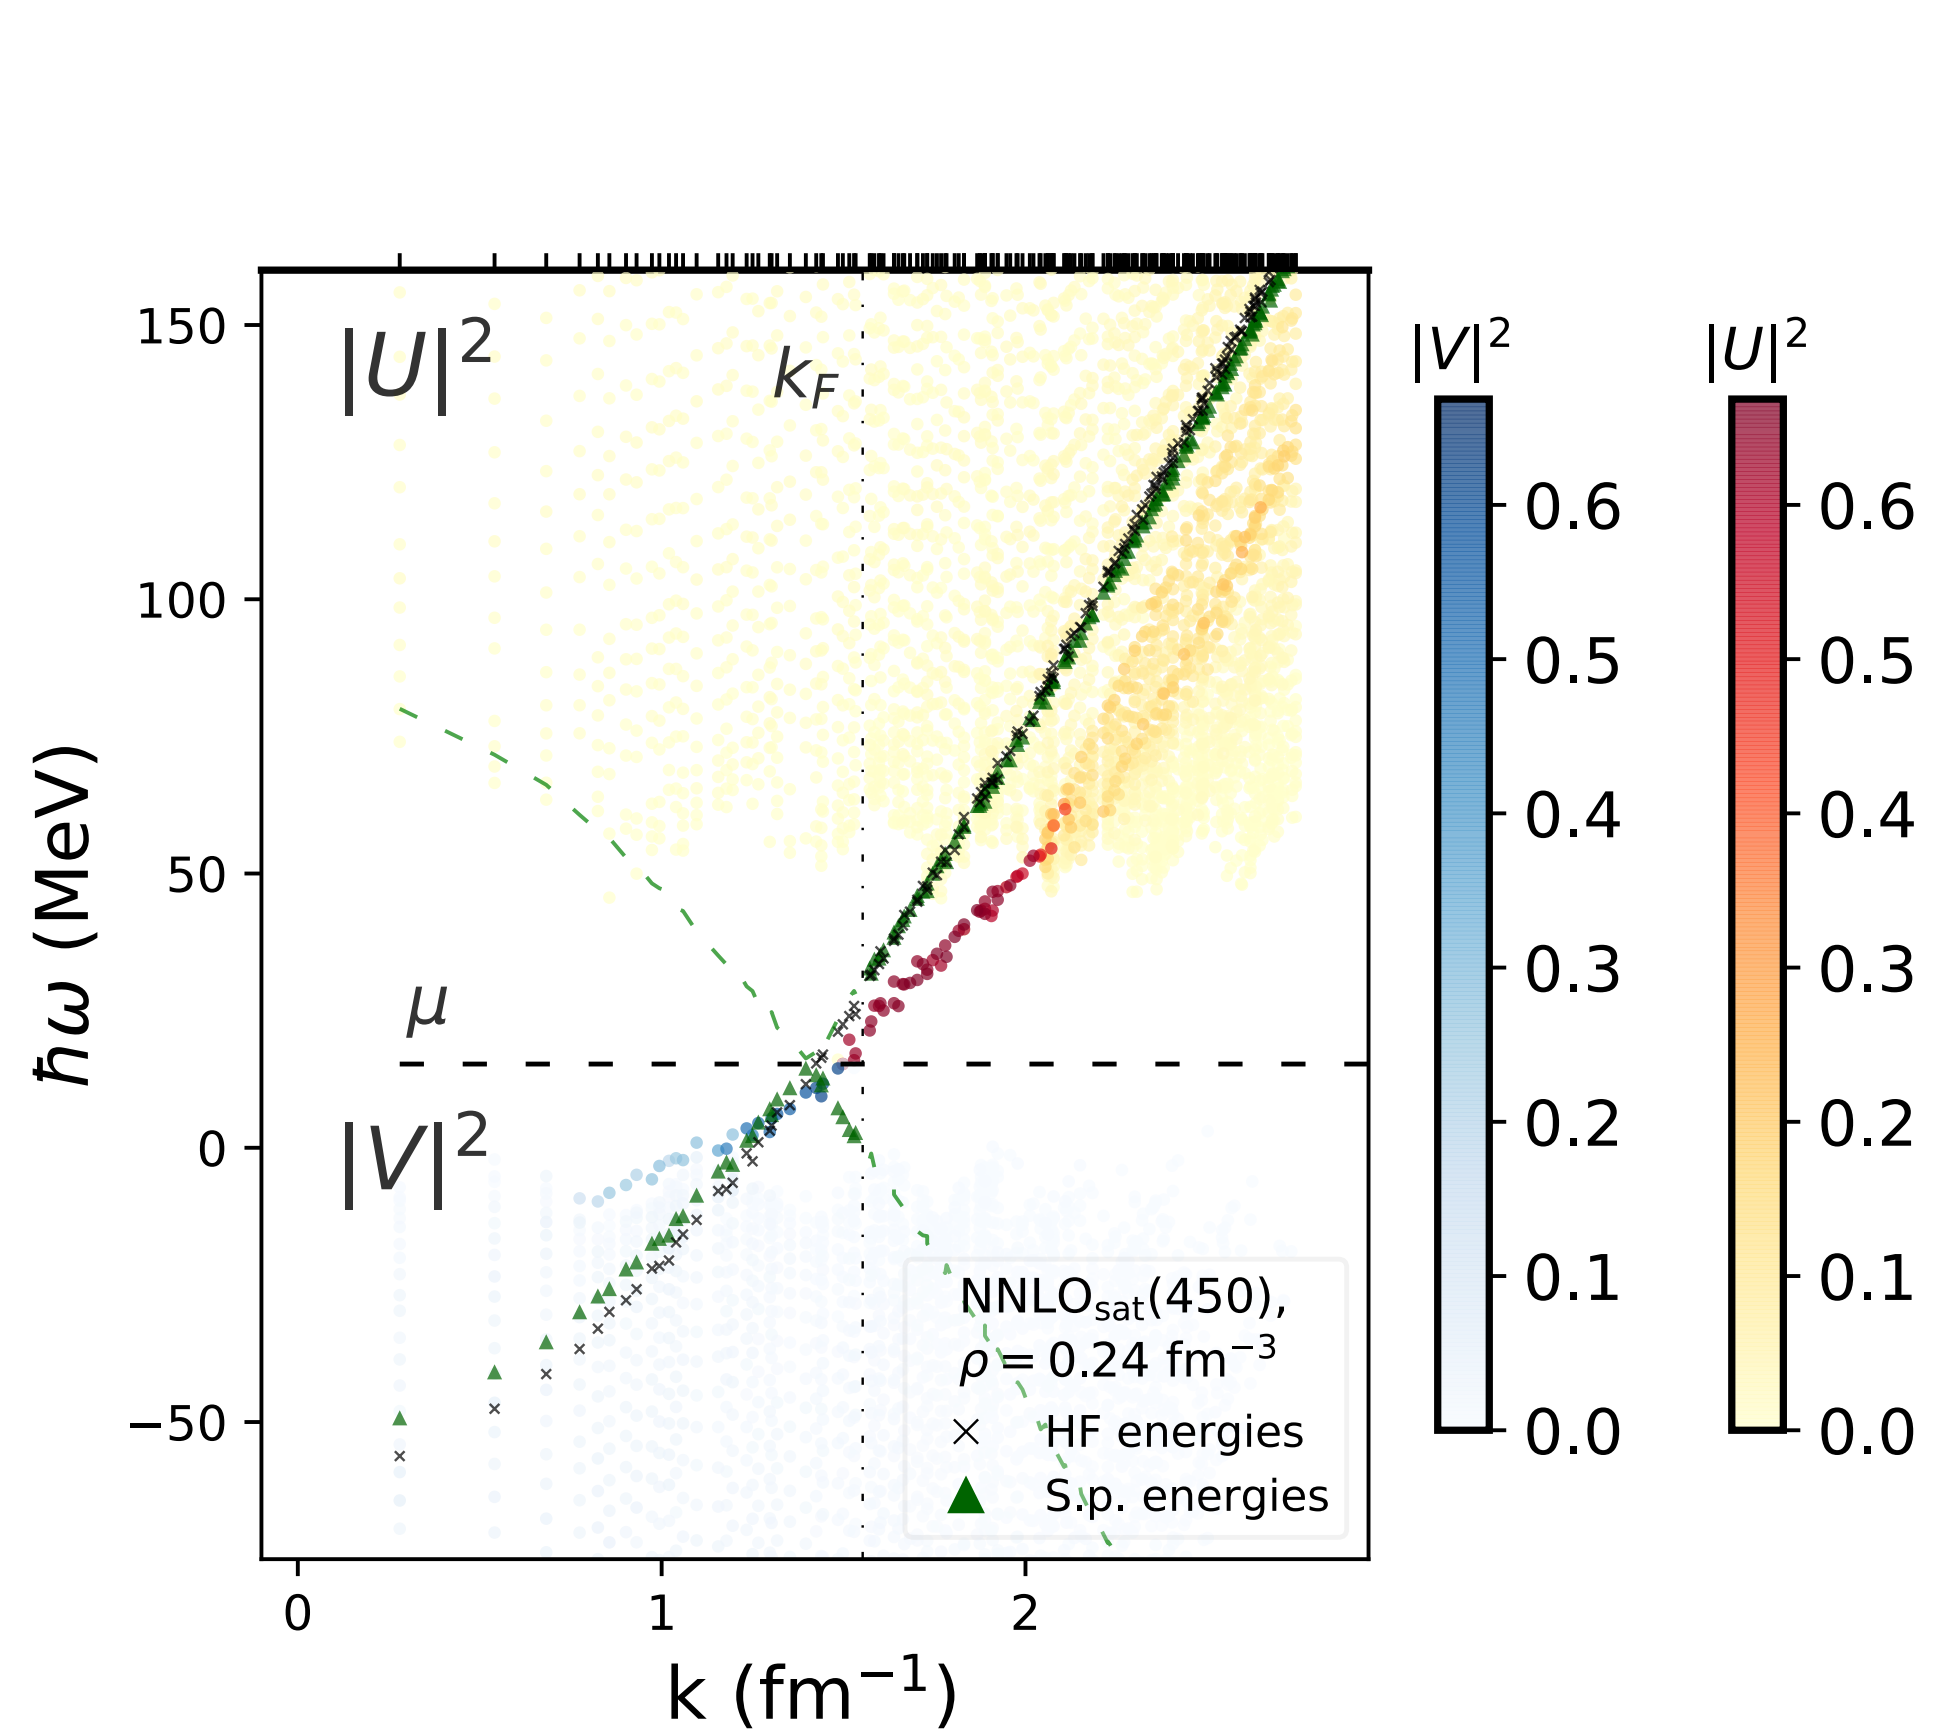 |U|²
k_F
μ
|V|²
NNLO_sat(450),
ρ = 0.24 fm⁻³
HF energies
S.p. energies
150
100
50
0
−50
ħω (MeV)
0 1 2
k (fm⁻¹)
|V|²
0.6
0.5
0.4
0.3
0.2
0.1
0.0
|U|²
0.6
0.5
0.4
0.3
0.2
0.1
0.0